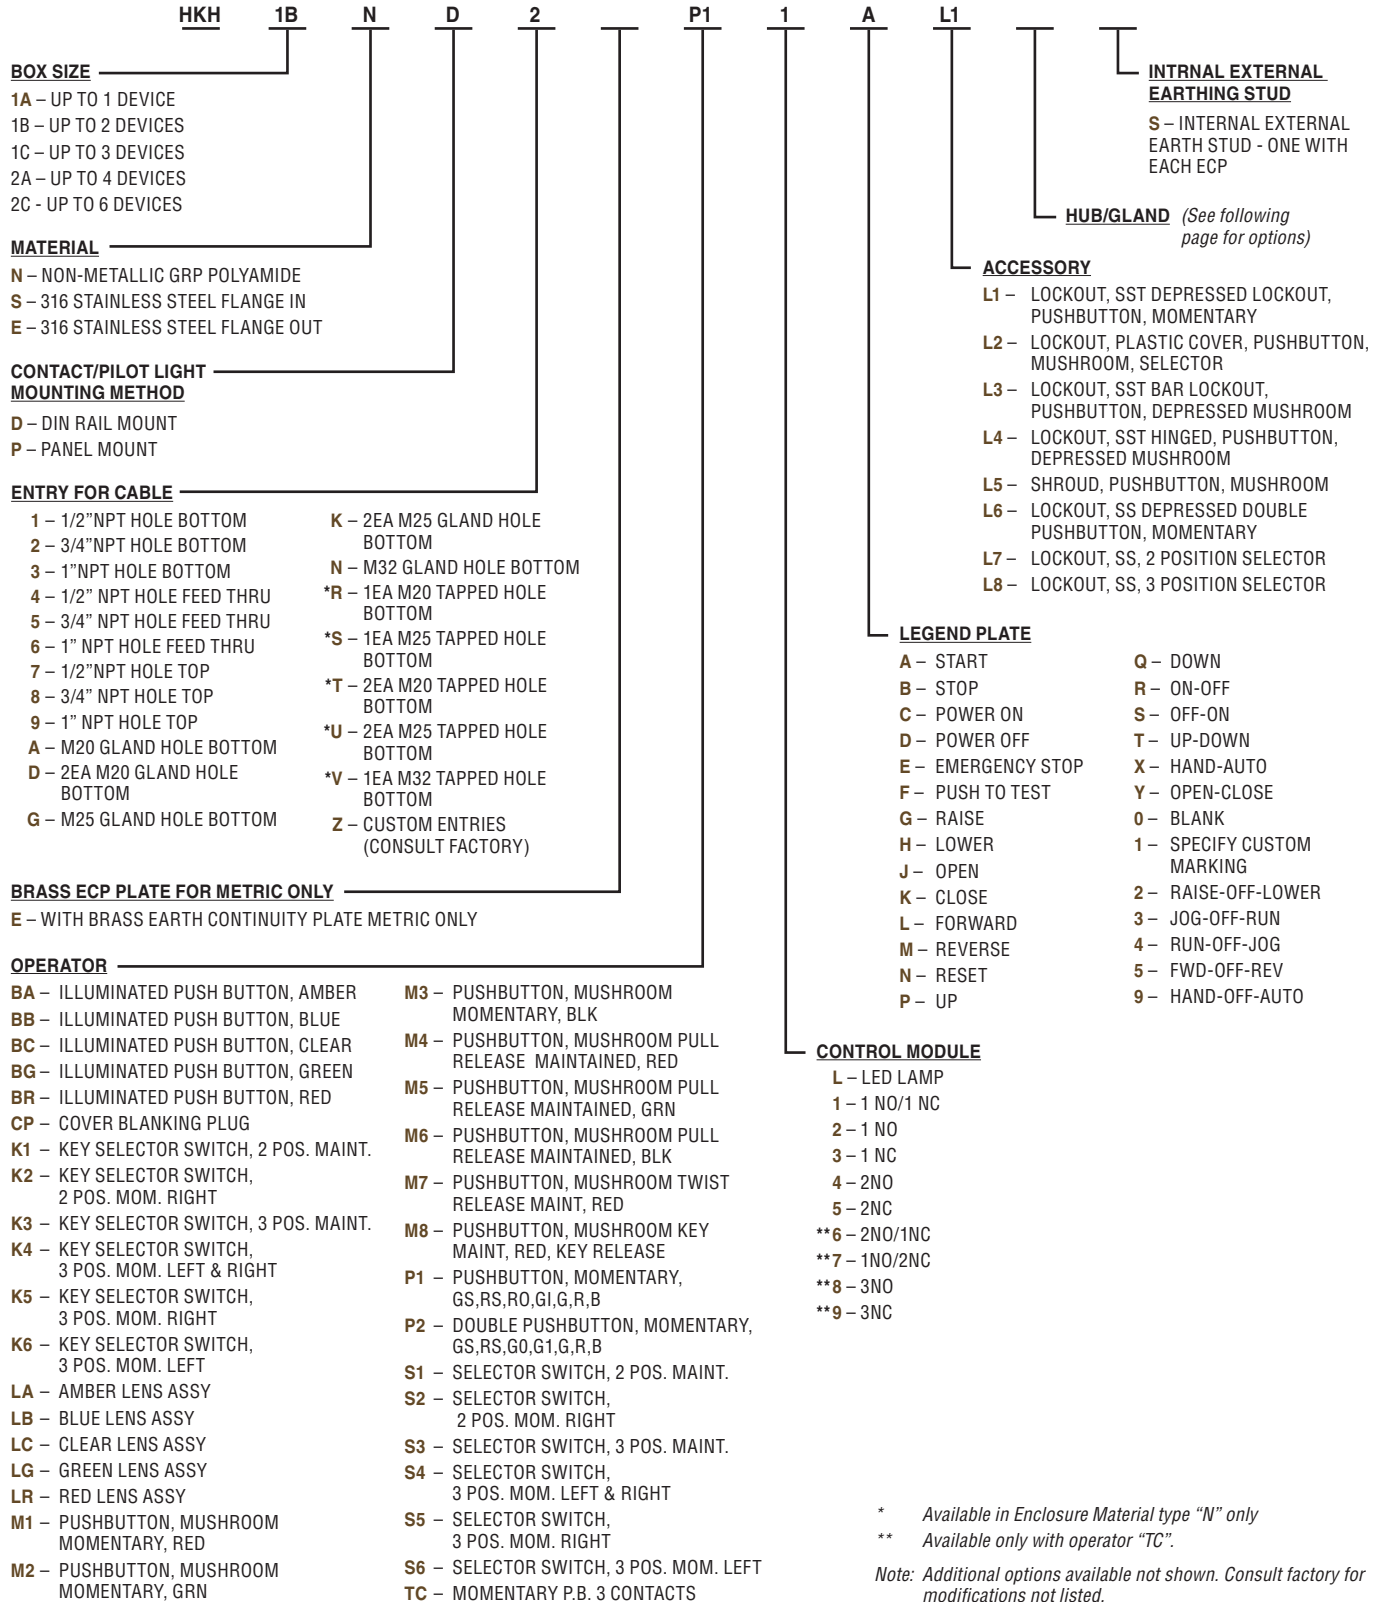 HKH 1B N D 2 P1 1 A L1
BOX SIZE
1A – UP TO 1 DEVICE
1B – UP TO 2 DEVICES
1C – UP TO 3 DEVICES
2A – UP TO 4 DEVICES
2C - UP TO 6 DEVICES
MATERIAL
N – NON-METALLIC GRP POLYAMIDE
S – 316 STAINLESS STEEL FLANGE IN
E – 316 STAINLESS STEEL FLANGE OUT
CONTACT/PILOT LIGHT
MOUNTING METHOD
D – DIN RAIL MOUNT
P – PANEL MOUNT
ENTRY FOR CABLE
1 – 1/2”NPT HOLE BOTTOM
2 – 3/4”NPT HOLE BOTTOM
3 – 1”NPT HOLE BOTTOM
4 – 1/2” NPT HOLE FEED THRU
5 – 3/4” NPT HOLE FEED THRU
6 – 1” NPT HOLE FEED THRU
7 – 1/2”NPT HOLE TOP
8 – 3/4” NPT HOLE TOP
9 – 1” NPT HOLE TOP
A – M20 GLAND HOLE BOTTOM
D – 2EA M20 GLAND HOLE
BOTTOM
G – M25 GLAND HOLE BOTTOM
K – 2EA M25 GLAND HOLE
BOTTOM
N – M32 GLAND HOLE BOTTOM
*R – 1EA M20 TAPPED HOLE
BOTTOM
*S – 1EA M25 TAPPED HOLE
BOTTOM
*T – 2EA M20 TAPPED HOLE
BOTTOM
*U – 2EA M25 TAPPED HOLE
BOTTOM
*V – 1EA M32 TAPPED HOLE
BOTTOM
Z – CUSTOM ENTRIES
(CONSULT FACTORY)
BRASS ECP PLATE FOR METRIC ONLY
E – WITH BRASS EARTH CONTINUITY PLATE METRIC ONLY
OPERATOR
BA – ILLUMINATED PUSH BUTTON, AMBER
BB – ILLUMINATED PUSH BUTTON, BLUE
BC – ILLUMINATED PUSH BUTTON, CLEAR
BG – ILLUMINATED PUSH BUTTON, GREEN
BR – ILLUMINATED PUSH BUTTON, RED
CP – COVER BLANKING PLUG
K1 – KEY SELECTOR SWITCH, 2 POS. MAINT.
K2 – KEY SELECTOR SWITCH,
2 POS. MOM. RIGHT
K3 – KEY SELECTOR SWITCH, 3 POS. MAINT.
K4 – KEY SELECTOR SWITCH,
3 POS. MOM. LEFT & RIGHT
K5 – KEY SELECTOR SWITCH,
3 POS. MOM. RIGHT
K6 – KEY SELECTOR SWITCH,
3 POS. MOM. LEFT
LA – AMBER LENS ASSY
LB – BLUE LENS ASSY
LC – CLEAR LENS ASSY
LG – GREEN LENS ASSY
LR – RED LENS ASSY
M1 – PUSHBUTTON, MUSHROOM
MOMENTARY, RED
M2 – PUSHBUTTON, MUSHROOM
MOMENTARY, GRN
M3 – PUSHBUTTON, MUSHROOM
MOMENTARY, BLK
M4 – PUSHBUTTON, MUSHROOM PULL
RELEASE MAINTAINED, RED
M5 – PUSHBUTTON, MUSHROOM PULL
RELEASE MAINTAINED, GRN
M6 – PUSHBUTTON, MUSHROOM PULL
RELEASE MAINTAINED, BLK
M7 – PUSHBUTTON, MUSHROOM TWIST
RELEASE MAINT, RED
M8 – PUSHBUTTON, MUSHROOM KEY
MAINT, RED, KEY RELEASE
P1 – PUSHBUTTON, MOMENTARY,
GS,RS,RO,GI,G,R,B
P2 – DOUBLE PUSHBUTTON, MOMENTARY,
GS,RS,G0,G1,G,R,B
S1 – SELECTOR SWITCH, 2 POS. MAINT.
S2 – SELECTOR SWITCH,
2 POS. MOM. RIGHT
S3 – SELECTOR SWITCH, 3 POS. MAINT.
S4 – SELECTOR SWITCH,
3 POS. MOM. LEFT & RIGHT
S5 – SELECTOR SWITCH,
3 POS. MOM. RIGHT
S6 – SELECTOR SWITCH, 3 POS. MOM. LEFT
TC – MOMENTARY P.B. 3 CONTACTS
INTRNAL EXTERNAL
EARTHING STUD
S – INTERNAL EXTERNAL
EARTH STUD - ONE WITH
EACH ECP
HUB/GLAND (See following
page for options)
ACCESSORY
L1 – LOCKOUT, SST DEPRESSED LOCKOUT,
PUSHBUTTON, MOMENTARY
L2 – LOCKOUT, PLASTIC COVER, PUSHBUTTON,
MUSHROOM, SELECTOR
L3 – LOCKOUT, SST BAR LOCKOUT,
PUSHBUTTON, DEPRESSED MUSHROOM
L4 – LOCKOUT, SST HINGED, PUSHBUTTON,
DEPRESSED MUSHROOM
L5 – SHROUD, PUSHBUTTON, MUSHROOM
L6 – LOCKOUT, SS DEPRESSED DOUBLE
PUSHBUTTON, MOMENTARY
L7 – LOCKOUT, SS, 2 POSITION SELECTOR
L8 – LOCKOUT, SS, 3 POSITION SELECTOR
LEGEND PLATE
A – START
B – STOP
C – POWER ON
D – POWER OFF
E – EMERGENCY STOP
F – PUSH TO TEST
G – RAISE
H – LOWER
J – OPEN
K – CLOSE
L – FORWARD
M – REVERSE
N – RESET
P – UP
Q – DOWN
R – ON-OFF
S – OFF-ON
T – UP-DOWN
X – HAND-AUTO
Y – OPEN-CLOSE
0 – BLANK
1 – SPECIFY CUSTOM
MARKING
2 – RAISE-OFF-LOWER
3 – JOG-OFF-RUN
4 – RUN-OFF-JOG
5 – FWD-OFF-REV
9 – HAND-OFF-AUTO
CONTROL MODULE
L – LED LAMP
1 – 1 NO/1 NC
2 – 1 NO
3 – 1 NC
4 – 2NO
5 – 2NC
**6 – 2NO/1NC
**7 – 1NO/2NC
**8 – 3NO
**9 – 3NC
* Available in Enclosure Material type “N” only
** Available only with operator “TC”.
Note: Additional options available not shown. Consult factory for
modifications not listed.